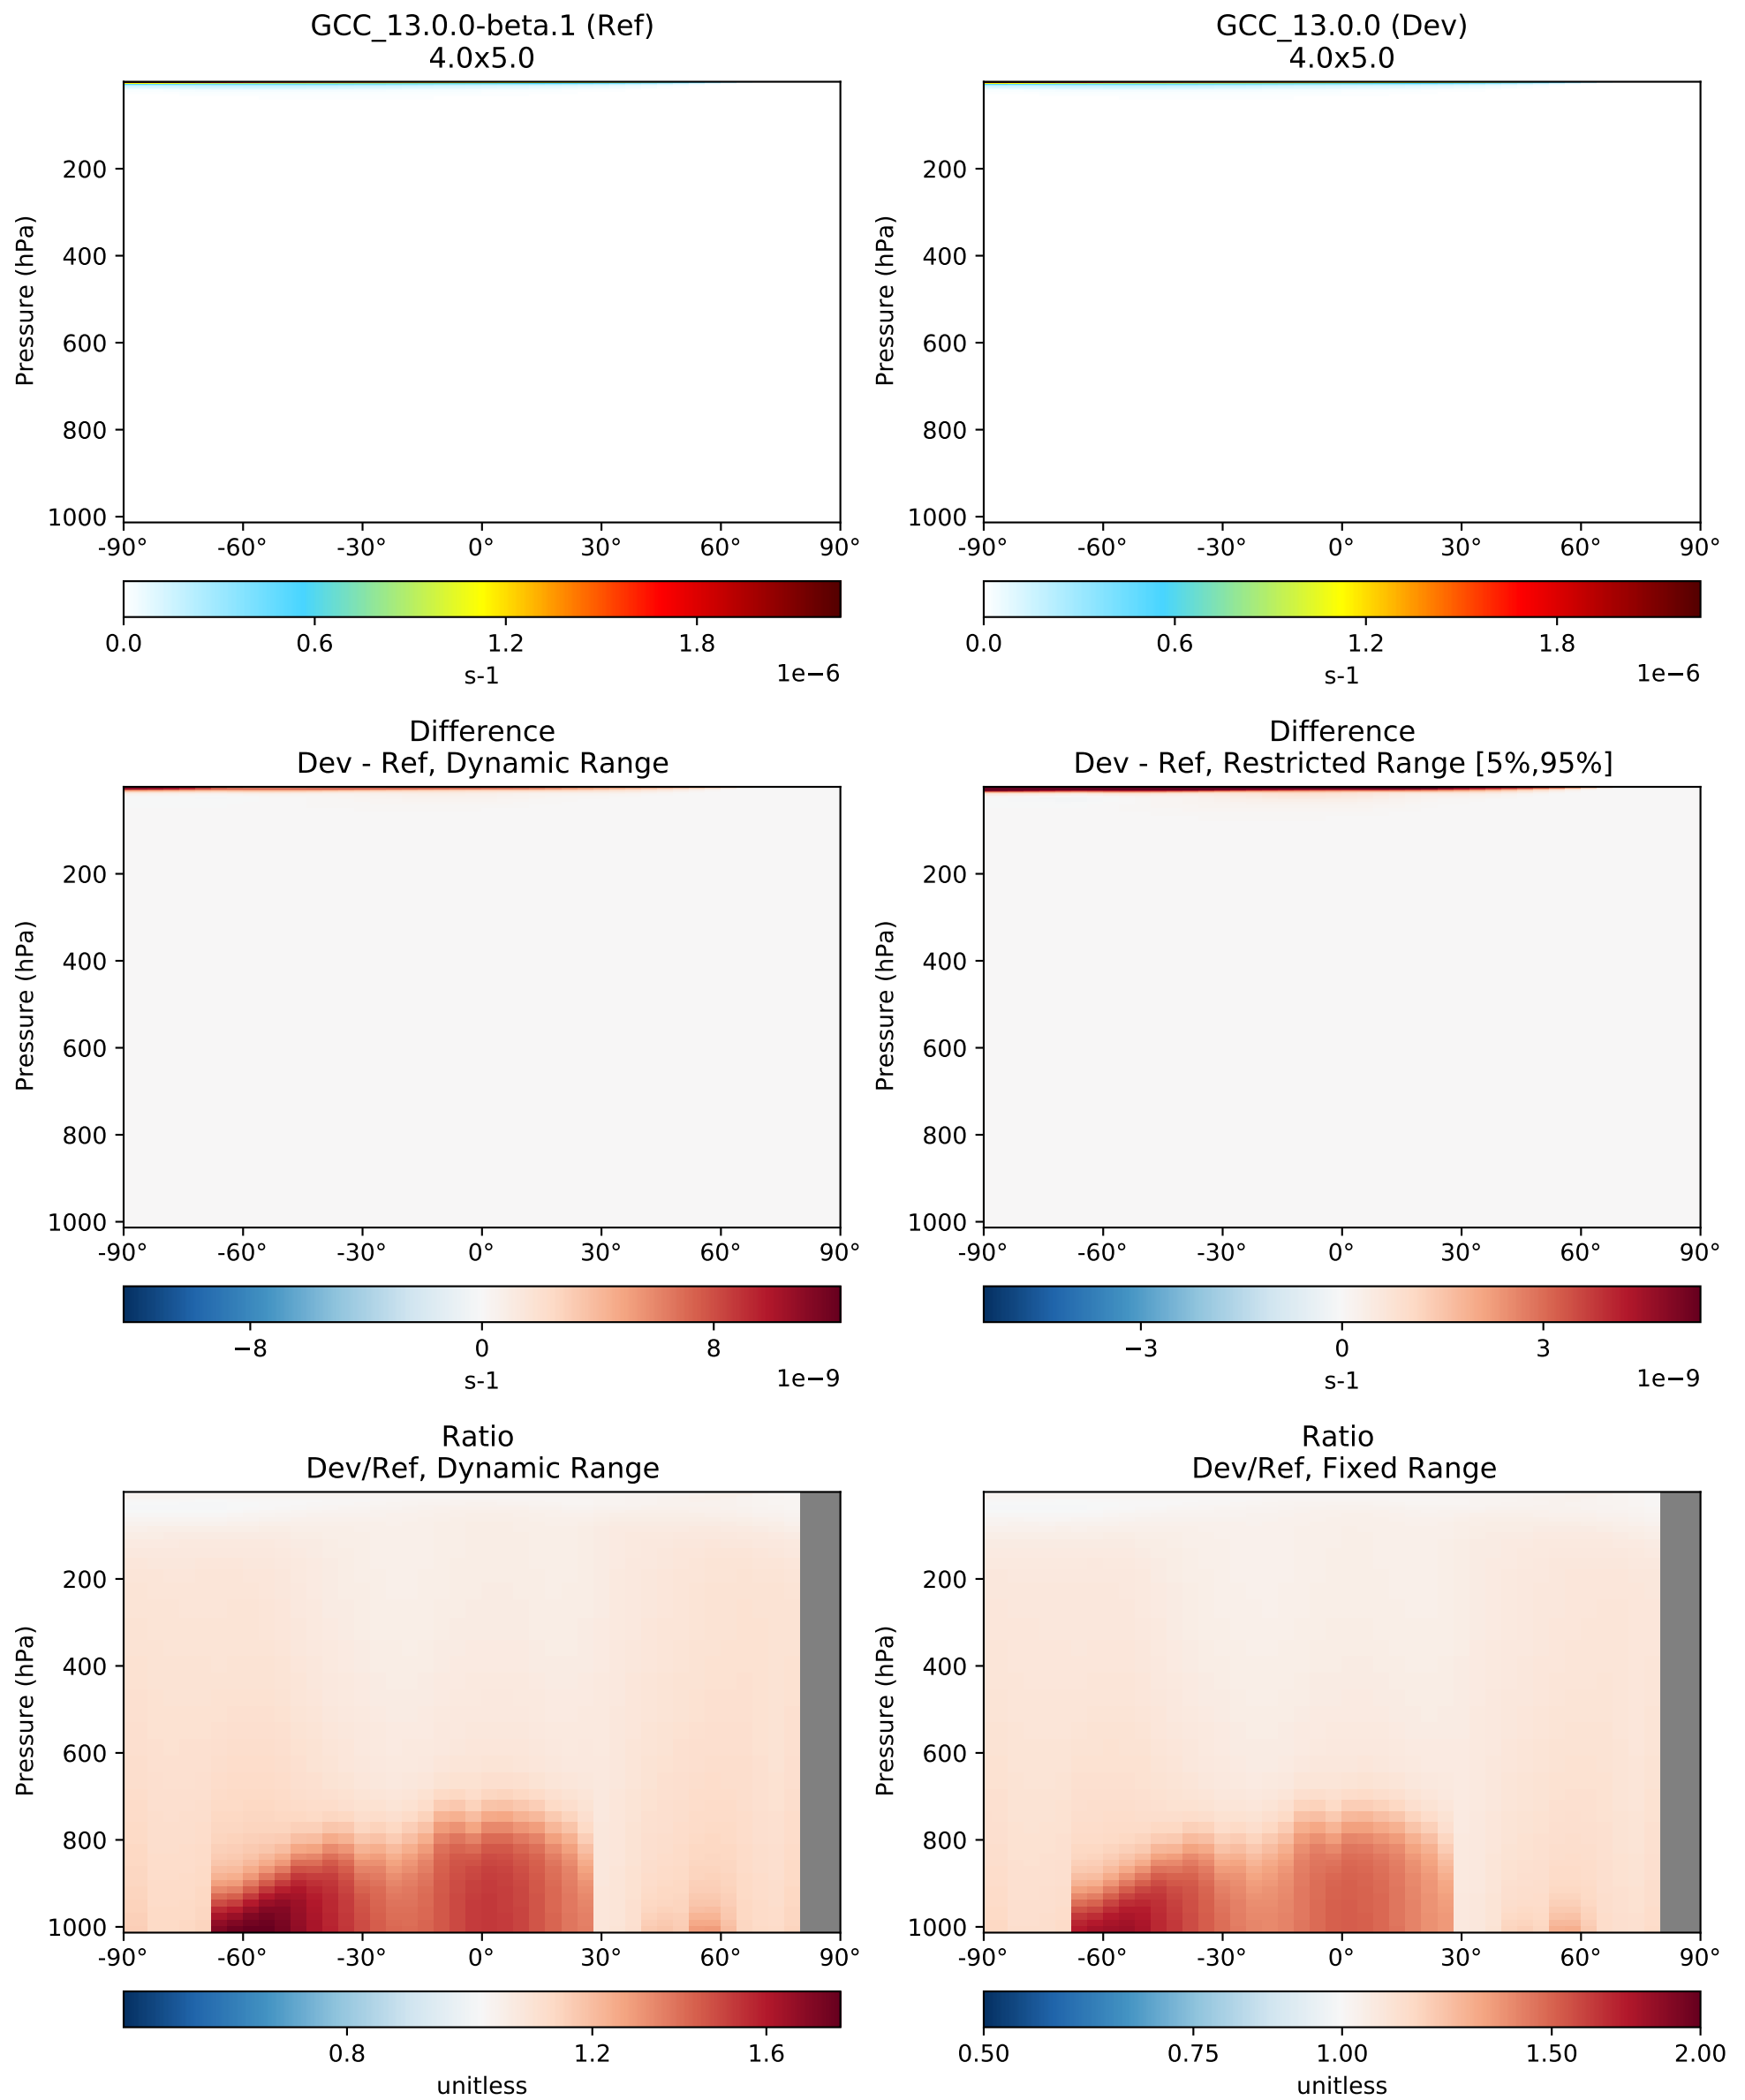 GCC_13.0.0-beta.1 (Ref)
4.0x5.0
GCC_13.0.0 (Dev)
4.0x5.0
Pressure (hPa)
200
400
600
800
1000
-90° -60° -30° 0° 30° 60° 90°
0.0 0.6 1.2 1.8
s-1
1e−6
Pressure (hPa)
200
400
600
800
1000
-90° -60° -30° 0° 30° 60° 90°
0.0 0.6 1.2 1.8
s-1
1e−6
Difference
Dev - Ref, Dynamic Range
Pressure (hPa)
200
400
600
800
1000
-90° -60° -30° 0° 30° 60° 90°
−8 0 8
s-1
1e−9
Difference
Dev - Ref, Restricted Range [5%,95%]
Pressure (hPa)
200
400
600
800
1000
-90° -60° -30° 0° 30° 60° 90°
−3 0 3
s-1
1e−9
Ratio
Dev/Ref, Dynamic Range
Pressure (hPa)
200
400
600
800
1000
-90° -60° -30° 0° 30° 60° 90°
0.8 1.2 1.6
unitless
Ratio
Dev/Ref, Fixed Range
Pressure (hPa)
200
400
600
800
1000
-90° -60° -30° 0° 30° 60° 90°
0.50 0.75 1.00 1.50 2.00
unitless